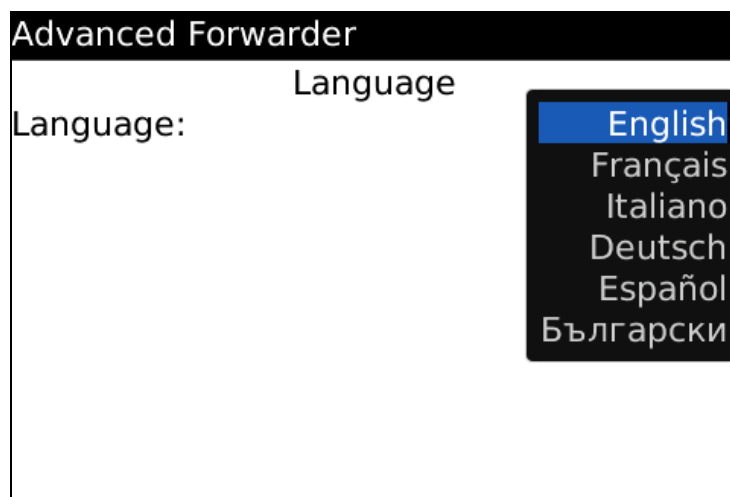 Advanced Forwarder
Language
Language:
English
Français
Italiano
Deutsch
Español
Български